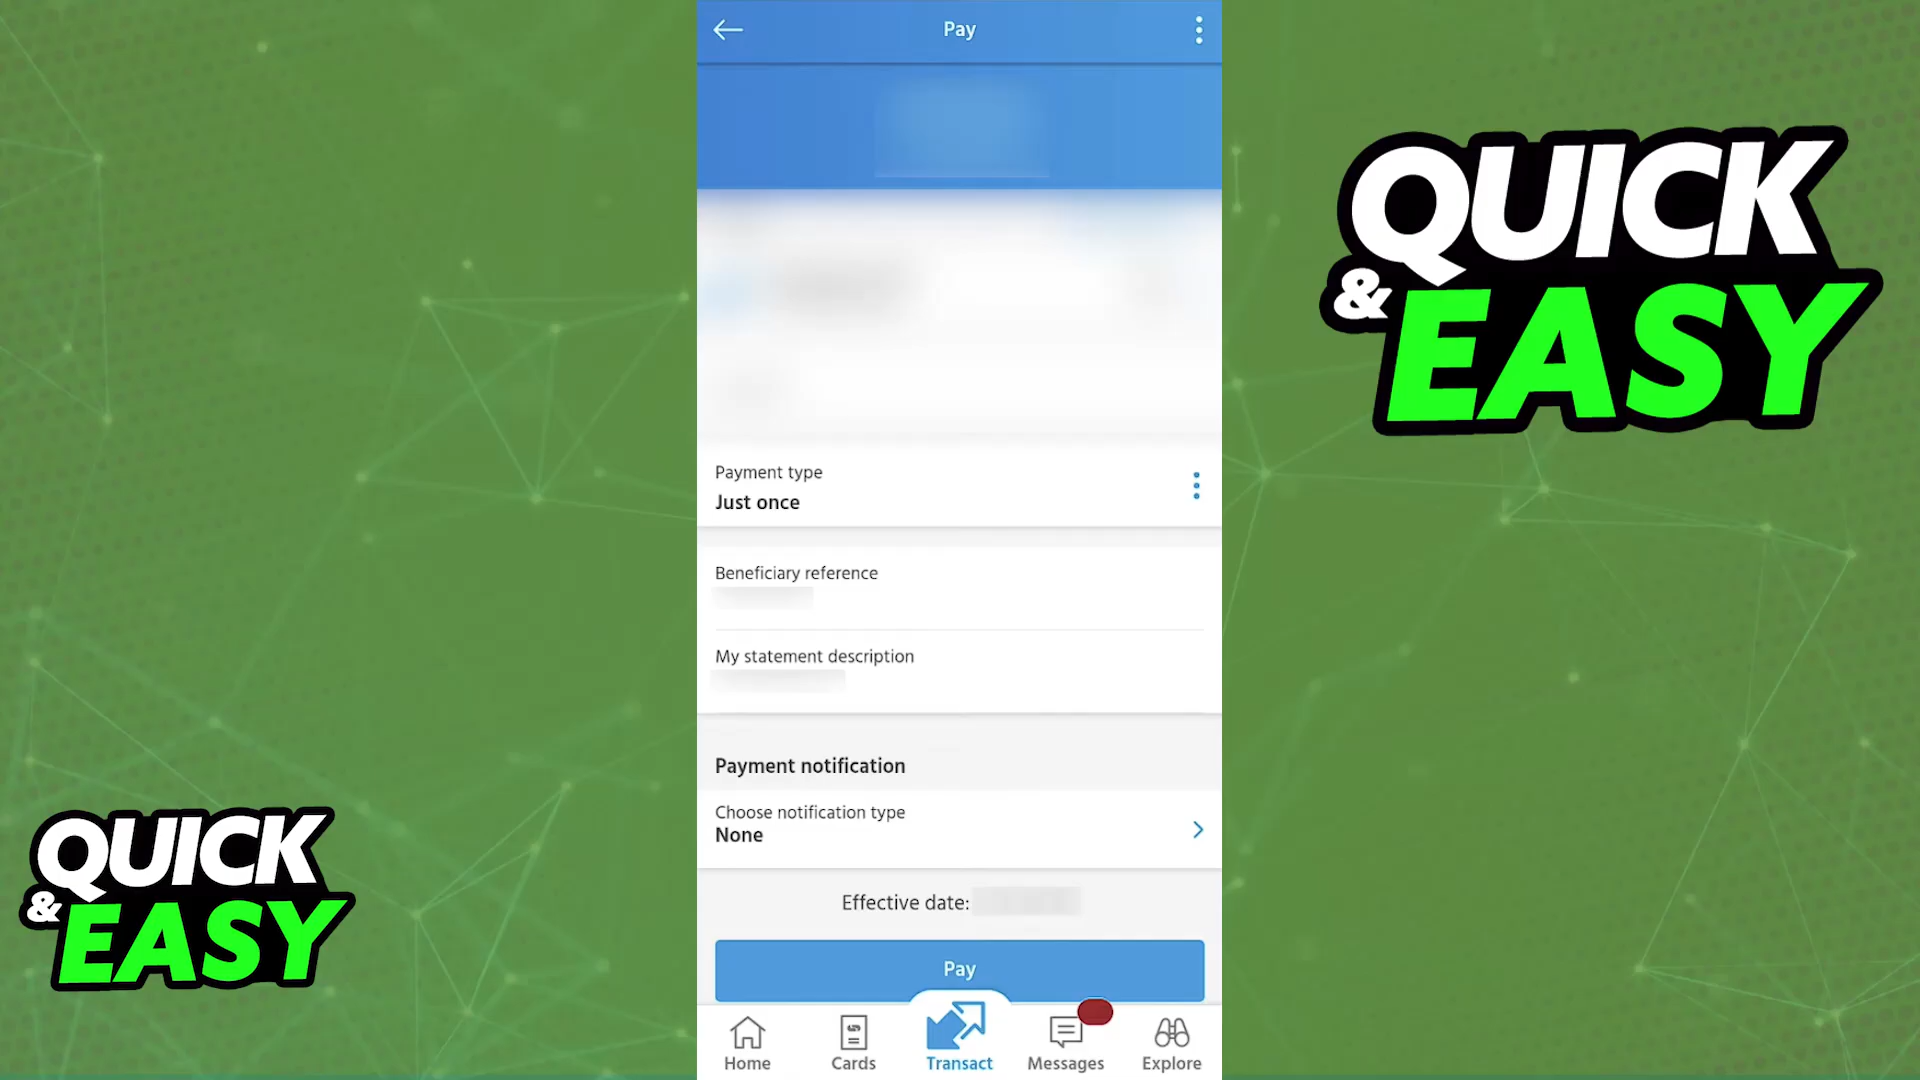 Pay
QUICK
& EASY
Payment type
Just once
Beneficiary reference
My statement description
Payment notification
Choose notification type
None
Effective date:
Pay
QUICK
& EASY
Home
Cards
Transact
Messages
Explore